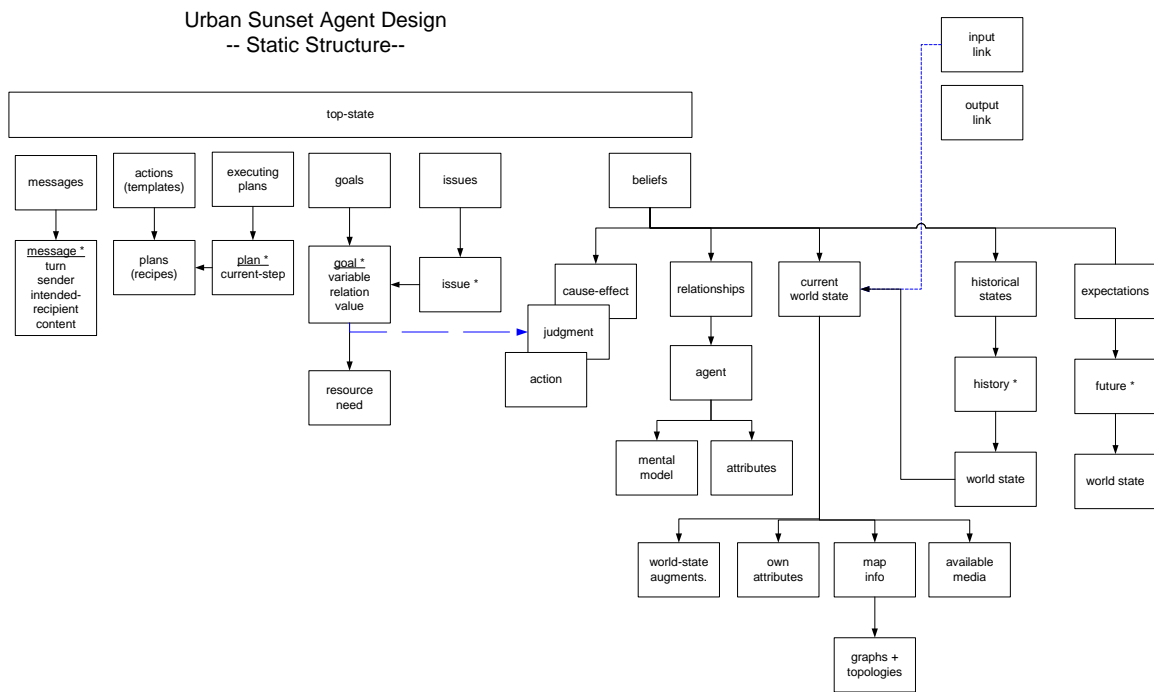 Urban Sunset Agent Design
-- Static Structure--
input
link
top-state
output
link
messages
actions
(templates)
executing
plans
goals
issues
beliefs
message *
turn
sender
intended-
recipient
content
plans
(recipes)
plan *
current-step
goal *
variable
relation
value
issue *
cause-effect
relationships
current
world state
historical
states
expectations
judgment
action
resource
need
agent
history *
future *
mental
model
attributes
world state
world state
world-state
augments.
own
attributes
map
info
available
media
graphs +
topologies